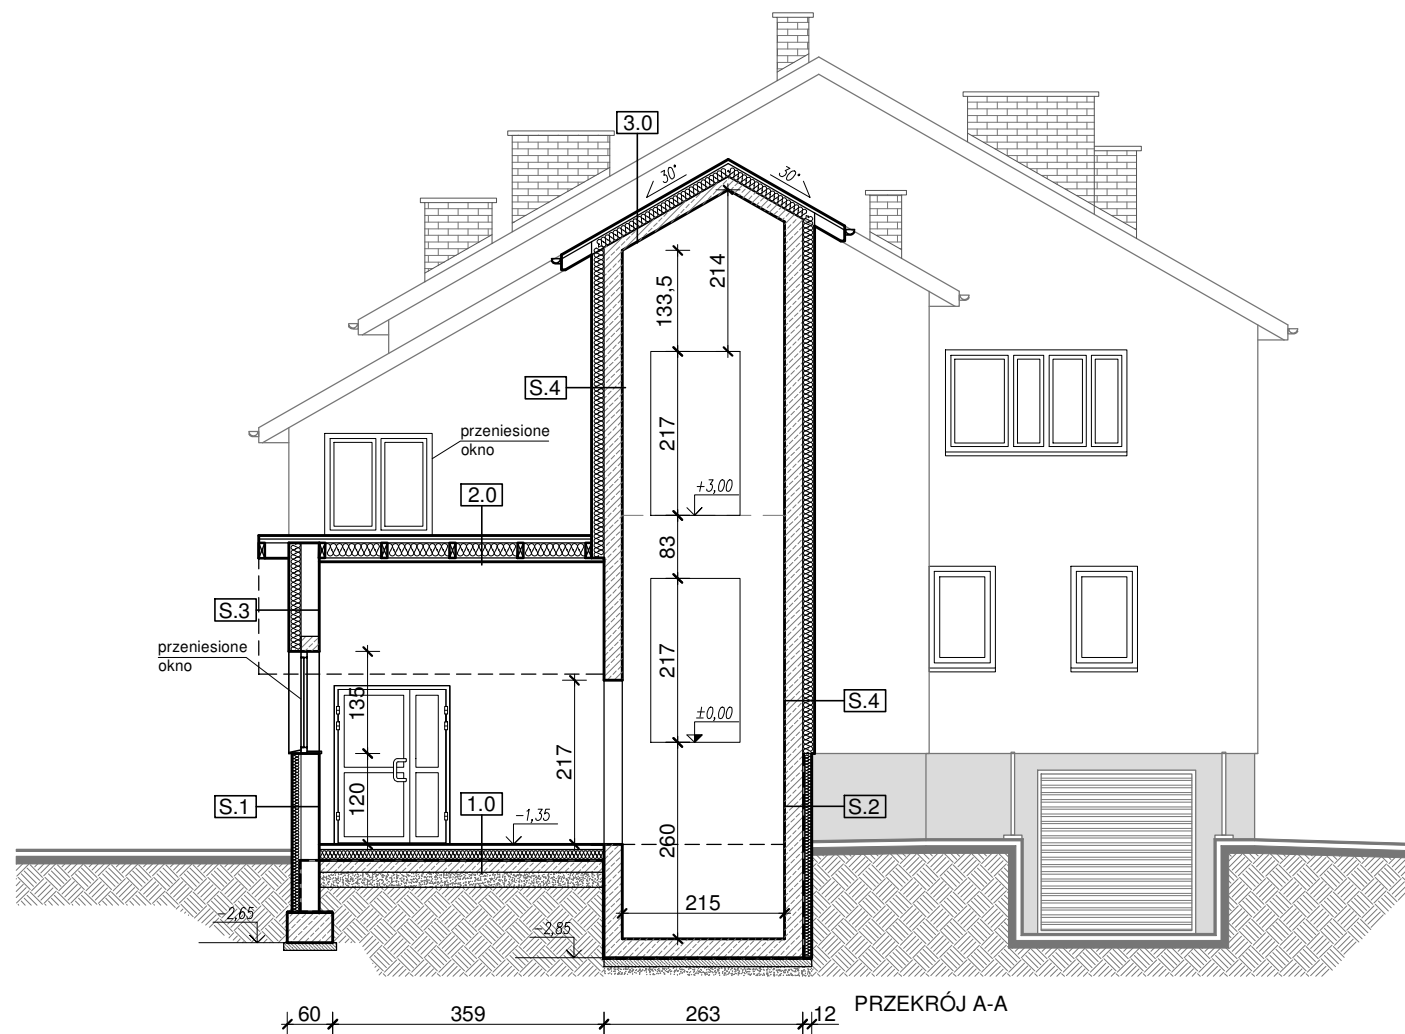 3.0
30°
30°
214
133,5
S.4
217
przeniesione
okno
+3,00
2.0
83
S.3
217
przeniesione
okno
135
±0,00
S.4
217
S.1
120
1.0
-1,35
S.2
260
215
-2,65
-2,85
60
359
263
12
PRZEKRÓJ A-A